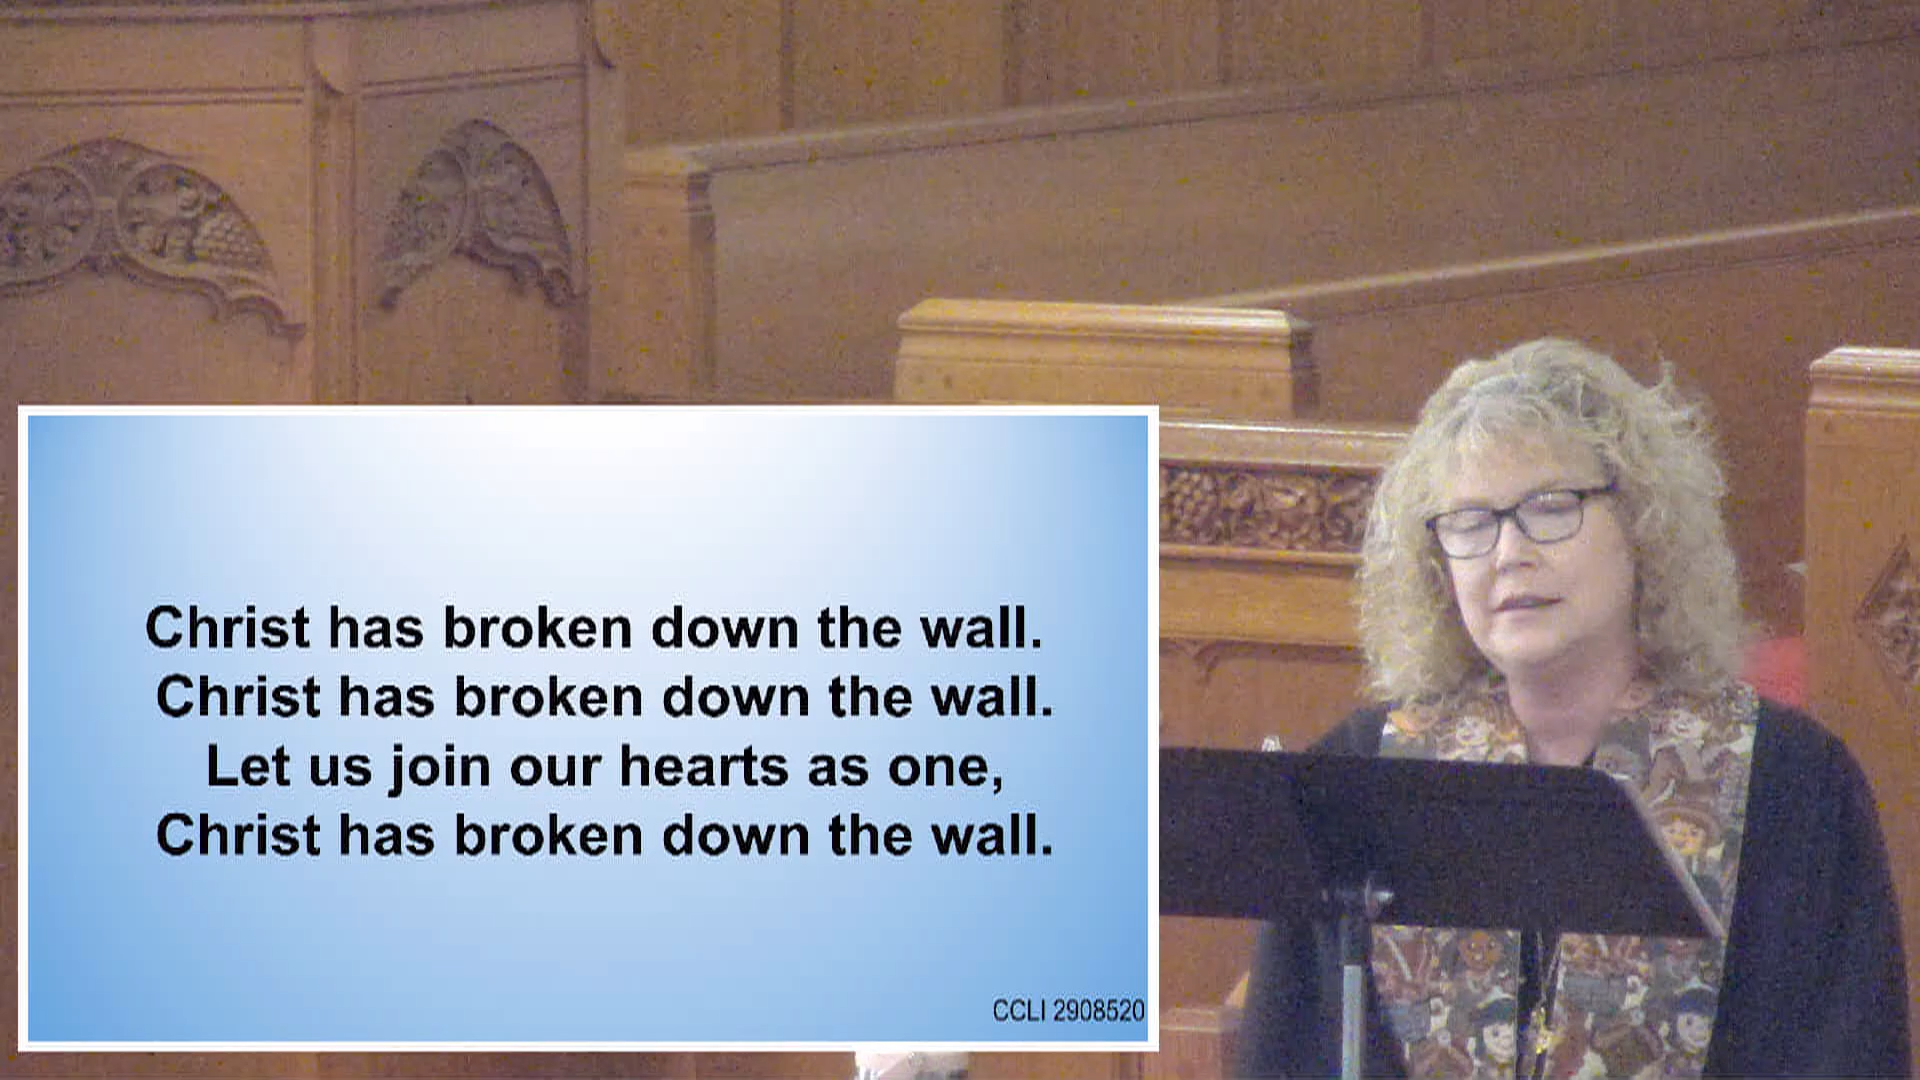 Christ has broken down the wall.
Christ has broken down the wall.
Let us join our hearts as one,
Christ has broken down the wall.
CCLI 2908520